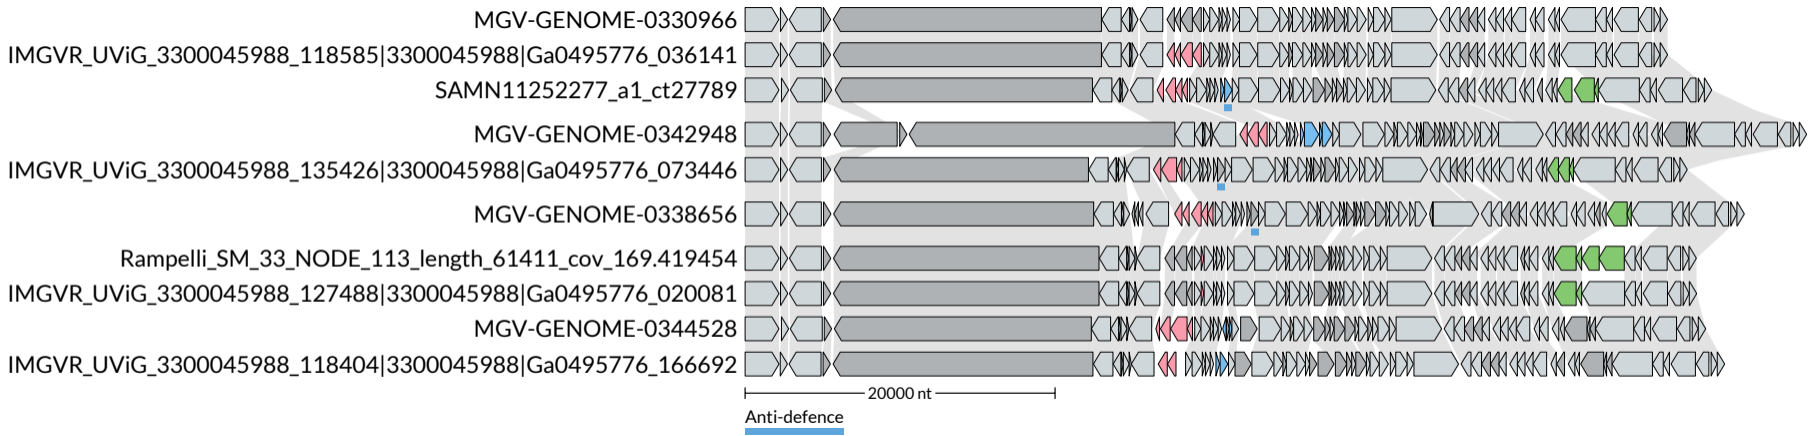 MGV-GENOME-0330966
IMGVR_UViG_3300045988_118585|3300045988|Ga0495776_036141
SAMN11252277_a1_ct27789
MGV-GENOME-0342948
IMGVR_UViG_3300045988_135426|3300045988|Ga0495776_073446
MGV-GENOME-0338656
Rampelli_SM_33_NODE_113_length_61411_cov_169.419454
IMGVR_UViG_3300045988_127488|3300045988|Ga0495776_020081
MGV-GENOME-0344528
IMGVR_UViG_3300045988_118404|3300045988|Ga0495776_166692
20000 nt
Anti-defence